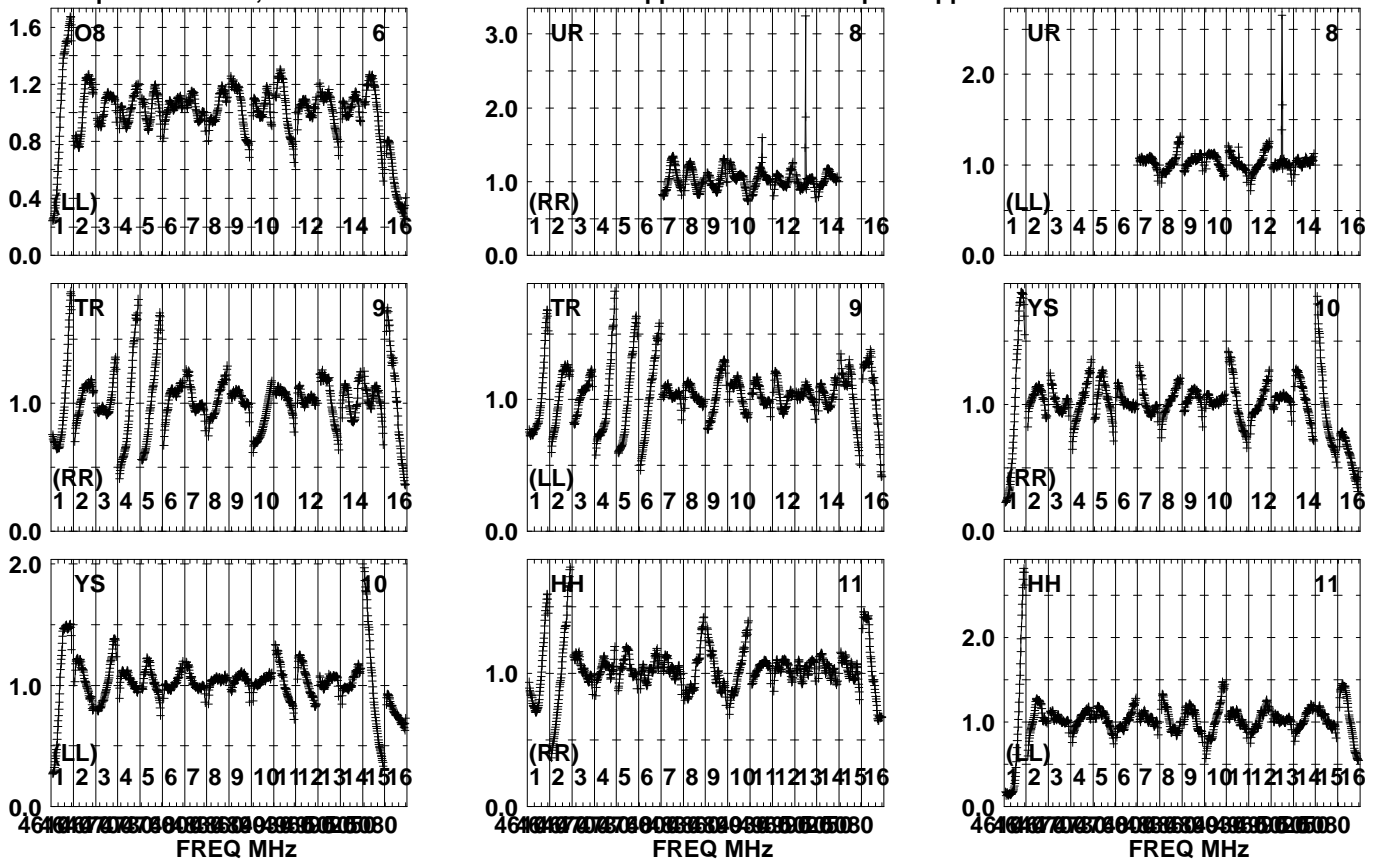 1.6 O8 6
1.2
0.8
0.4 (LL)
1 2 3 4 5 6 7 8 9 10 12 14 16
0.0
3.0 UR 8
2.0
1.0
(RR)
1 2 3 4 5 6 7 8 9 10 12 14 16
0.0
UR 8
2.0
1.0
(LL)
1 2 3 4 5 6 7 8 9 10 12 14 16
0.0
TR 9
1.0
(RR)
1 2 3 4 5 6 7 8 9 10 12 14 16
0.0
TR 9
1.0
(LL)
1 2 3 4 5 6 7 8 9 10 12 14 16
0.0
YS 10
1.0
(RR)
1 2 3 4 5 6 7 8 9 10 12 14 16
0.0
2.0 YS 10
1.0
(LL)
1 2 3 4 5 6 7 8 9 10 11 12 13 14 15 16
0.0
FREQ MHz
HH 11
1.0
(RR)
1 2 3 4 5 6 7 8 9 10 11 12 13 14 15 16
0.0
FREQ MHz
HH 11
2.0
1.0
(LL)
1 2 3 4 5 6 7 8 9 10 11 12 13 14 15 16
0.0
FREQ MHz